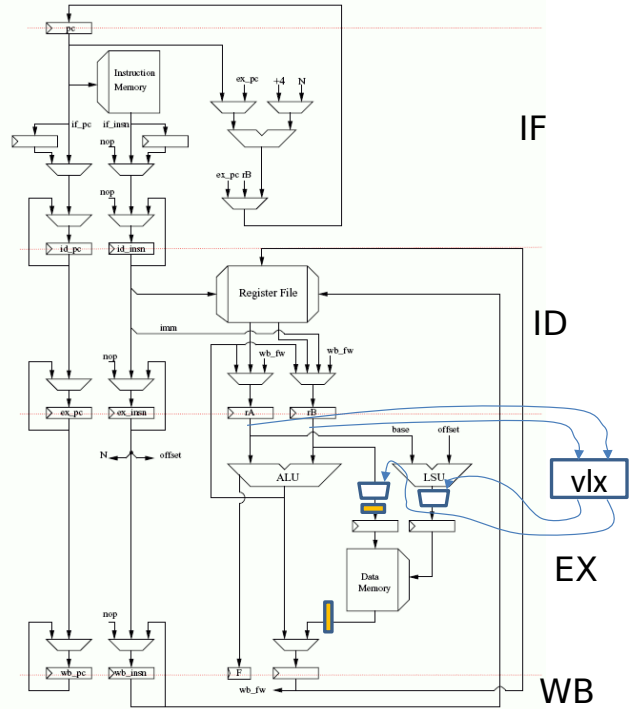 pc
Instruction
Memory
ex_pc +4 N
if_pc if_insn
nop
IF
ex_pc rB
nop
id_pc id_insn
Register File
ID
imm
wb_fw wb_fw
nop
ex_pc ex_insn rA rB
base offset
N offset
ALU LSU
vlx
EX
Data
Memory
nop
wb_pc wb_insn F
wb_fw
WB